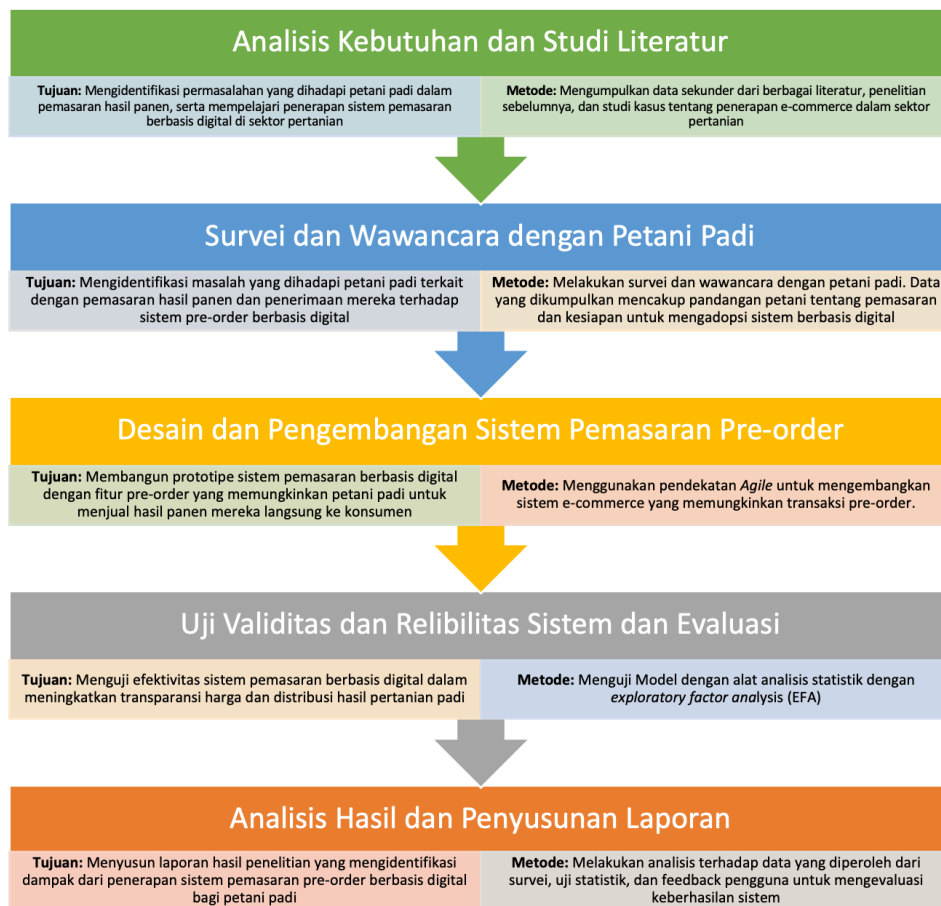 Analisis Kebutuhan dan Studi Literatur
Tujuan: Mengidentifikasi permasalahan yang dihadapi petani padi dalam
pemasaran hasil panen, serta mempelajari penerapan sistem pemasaran
berbasis digital di sektor pertanian
Metode: Mengumpulkan data sekunder dari berbagai literatur, penelitian
sebelumnya, dan studi kasus tentang penerapan e-commerce dalam sektor
pertanian
Survei dan Wawancara dengan Petani Padi
Tujuan: Mengidentifikasi masalah yang dihadapi petani padi terkait
dengan pemasaran hasil panen dan penerimaan mereka terhadap
sistem pre-order berbasis digital
Metode: Melakukan survei dan wawancara dengan petani padi. Data
yang dikumpulkan mencakup pandangan petani tentang pemasaran
dan kesiapan untuk mengadopsi sistem berbasis digital
Desain dan Pengembangan Sistem Pemasaran Pre-order
Tujuan: Membangun prototipe sistem pemasaran berbasis digital
dengan fitur pre-order yang memungkinkan petani padi untuk
menjual hasil panen mereka langsung ke konsumen
Metode: Menggunakan pendekatan Agile untuk mengembangkan
sistem e-commerce yang memungkinkan transaksi pre-order.
Uji Validitas dan Relibilitas Sistem dan Evaluasi
Tujuan: Menguji efektivitas sistem pemasaran berbasis digital dalam
meningkatkan transparansi harga dan distribusi hasil pertanian padi
Metode: Menguji Model dengan alat analisis statistik dengan
exploratory factor analysis (EFA)
Analisis Hasil dan Penyusunan Laporan
Tujuan: Menyusun laporan hasil penelitian yang mengidentifikasi
dampak dari penerapan sistem pemasaran pre-order berbasis digital
bagi petani padi
Metode: Melakukan analisis terhadap data yang diperoleh dari
survei, uji statistik, dan feedback pengguna untuk mengevaluasi
keberhasilan sistem